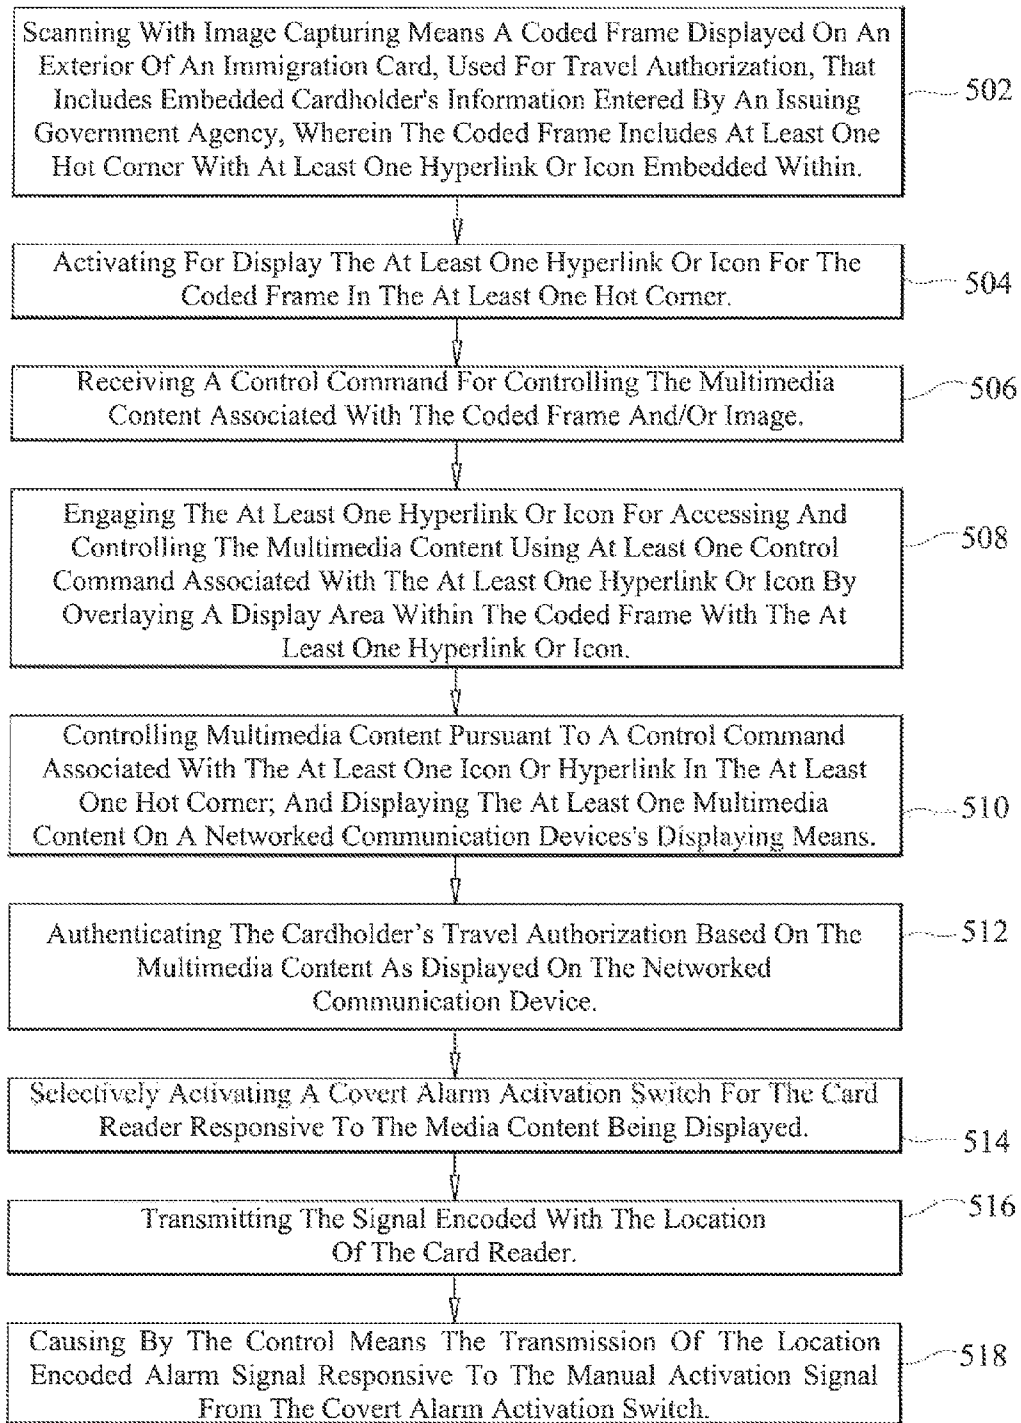 Scanning With Image Capturing Means A Coded Frame Displayed On An
Exterior Of An Immigration Card, Used For Travel Authorization, That
Includes Embedded Cardholder's Information Entered By An Issuing
Government Agency, Wherein The Coded Frame Includes At Least One
Hot Corner With At Least One Hyperlink Or Icon Embedded Within.
502
Activating For Display The At Least One Hyperlink Or Icon For The
Coded Frame In The At Least One Hot Corner.
504
Receiving A Control Command For Controlling The Multimedia
Content Associated With The Coded Frame And/Or Image.
506
Engaging The At Least One Hyperlink Or Icon For Accessing And
Controlling The Multimedia Content Using At Least One Control
Command Associated With The At Least One Hyperlink Or Icon By
Overlaying A Display Area Within The Coded Frame With The At
Least One Hyperlink Or Icon.
508
Controlling Multimedia Content Pursuant To A Control Command
Associated With The At Least One Icon Or Hyperlink In The At Least
One Hot Corner; And Displaying The At Least One Multimedia
Content On A Networked Communication Devices's Displaying Means.
510
Authenticating The Cardholder's Travel Authorization Based On The
Multimedia Content As Displayed On The Networked
Communication Device.
512
Selectively Activating A Covert Alarm Activation Switch For The Card
Reader Responsive To The Media Content Being Displayed.
514
Transmitting The Signal Encoded With The Location
Of The Card Reader.
516
Causing By The Control Means The Transmission Of The Location
Encoded Alarm Signal Responsive To The Manual Activation Signal
From The Covert Alarm Activation Switch.
518